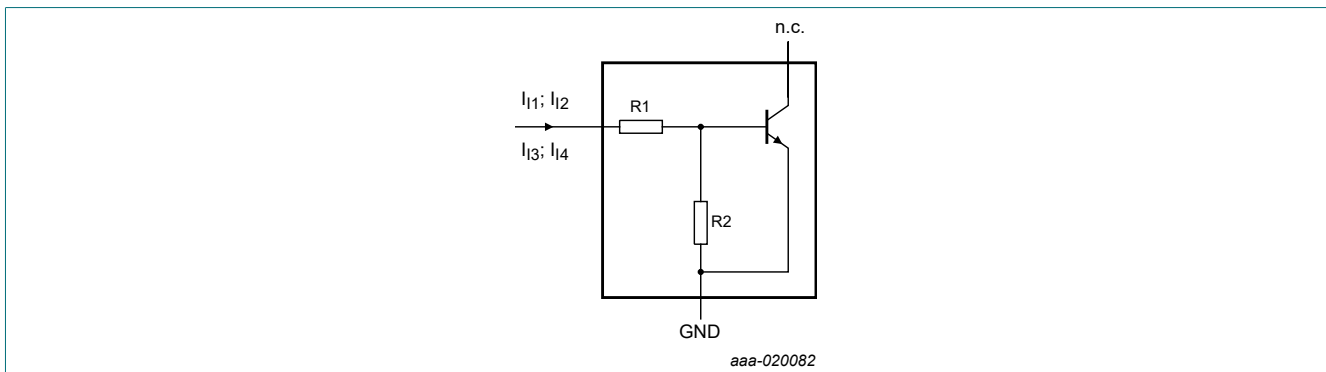 n.c.
I_I1; I_I2
R1
I_I3; I_I4
R2
GND
aaa-020082